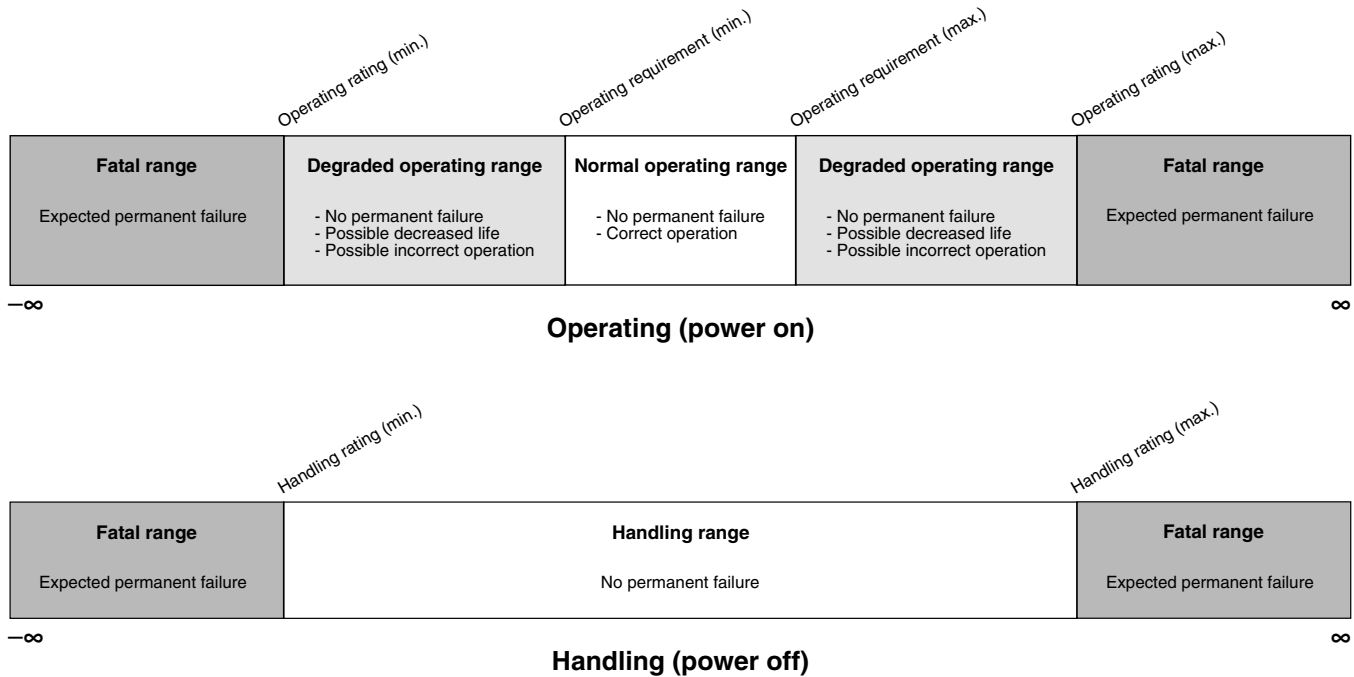 Operating rating (min.)
Operating requirement (min.)
Operating requirement (max.)
Operating rating (max.)
Fatal range
Expected permanent failure
Degraded operating range
- No permanent failure
- Possible decreased life
- Possible incorrect operation
Normal operating range
- No permanent failure
- Correct operation
Degraded operating range
- No permanent failure
- Possible decreased life
- Possible incorrect operation
Fatal range
Expected permanent failure
–∞
∞
Operating (power on)
Handling rating (min.)
Handling rating (max.)
Fatal range
Expected permanent failure
Handling range
No permanent failure
Fatal range
Expected permanent failure
–∞
∞
Handling (power off)